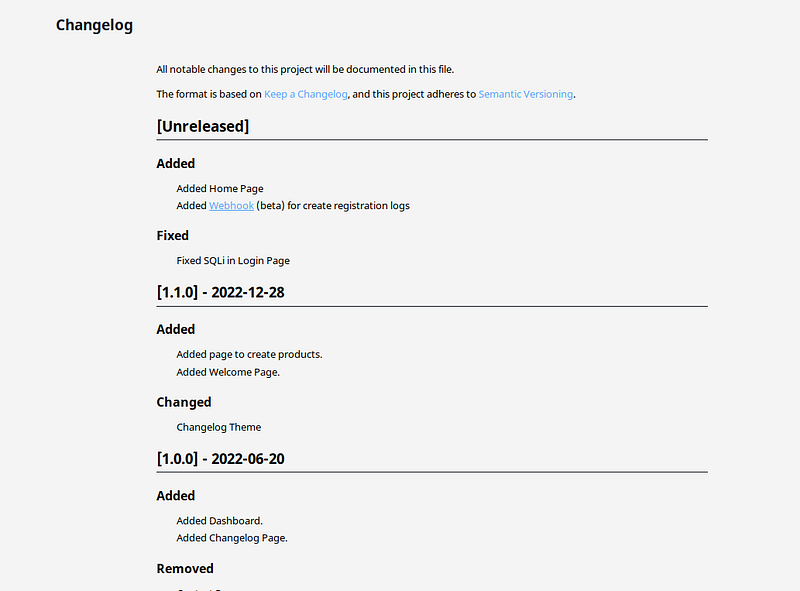 Changelog
All notable changes to this project will be documented in this file.
The format is based on Keep a Changelog, and this project adheres to Semantic Versioning.
[Unreleased]
Added
Added Home Page
Added Webhook (beta) for create registration logs
Fixed
Fixed SQLi in Login Page
[1.1.0] - 2022-12-28
Added
Added page to create products.
Added Welcome Page.
Changed
Changelog Theme
[1.0.0] - 2022-06-20
Added
Added Dashboard.
Added Changelog Page.
Removed